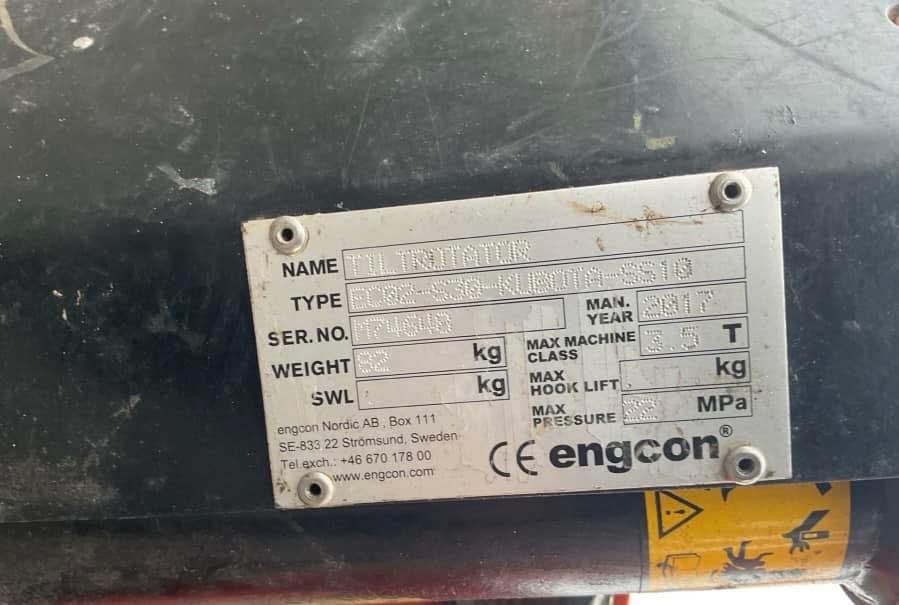 NAME TILTROTATOR
TYPE EC02-S30-KUBOTA-SS10
SER. NO. M74640 MAN. YEAR 2017
WEIGHT 82 kg MAX MACHINE CLASS 3.5 T
SWL kg MAX HOOK LIFT kg
MAX PRESSURE 22 MPa
engcon Nordic AB , Box 111
SE-833 22 Strömsund, Sweden
Tel.exch.: +46 670 178 00
www.engcon.com
CE engcon®